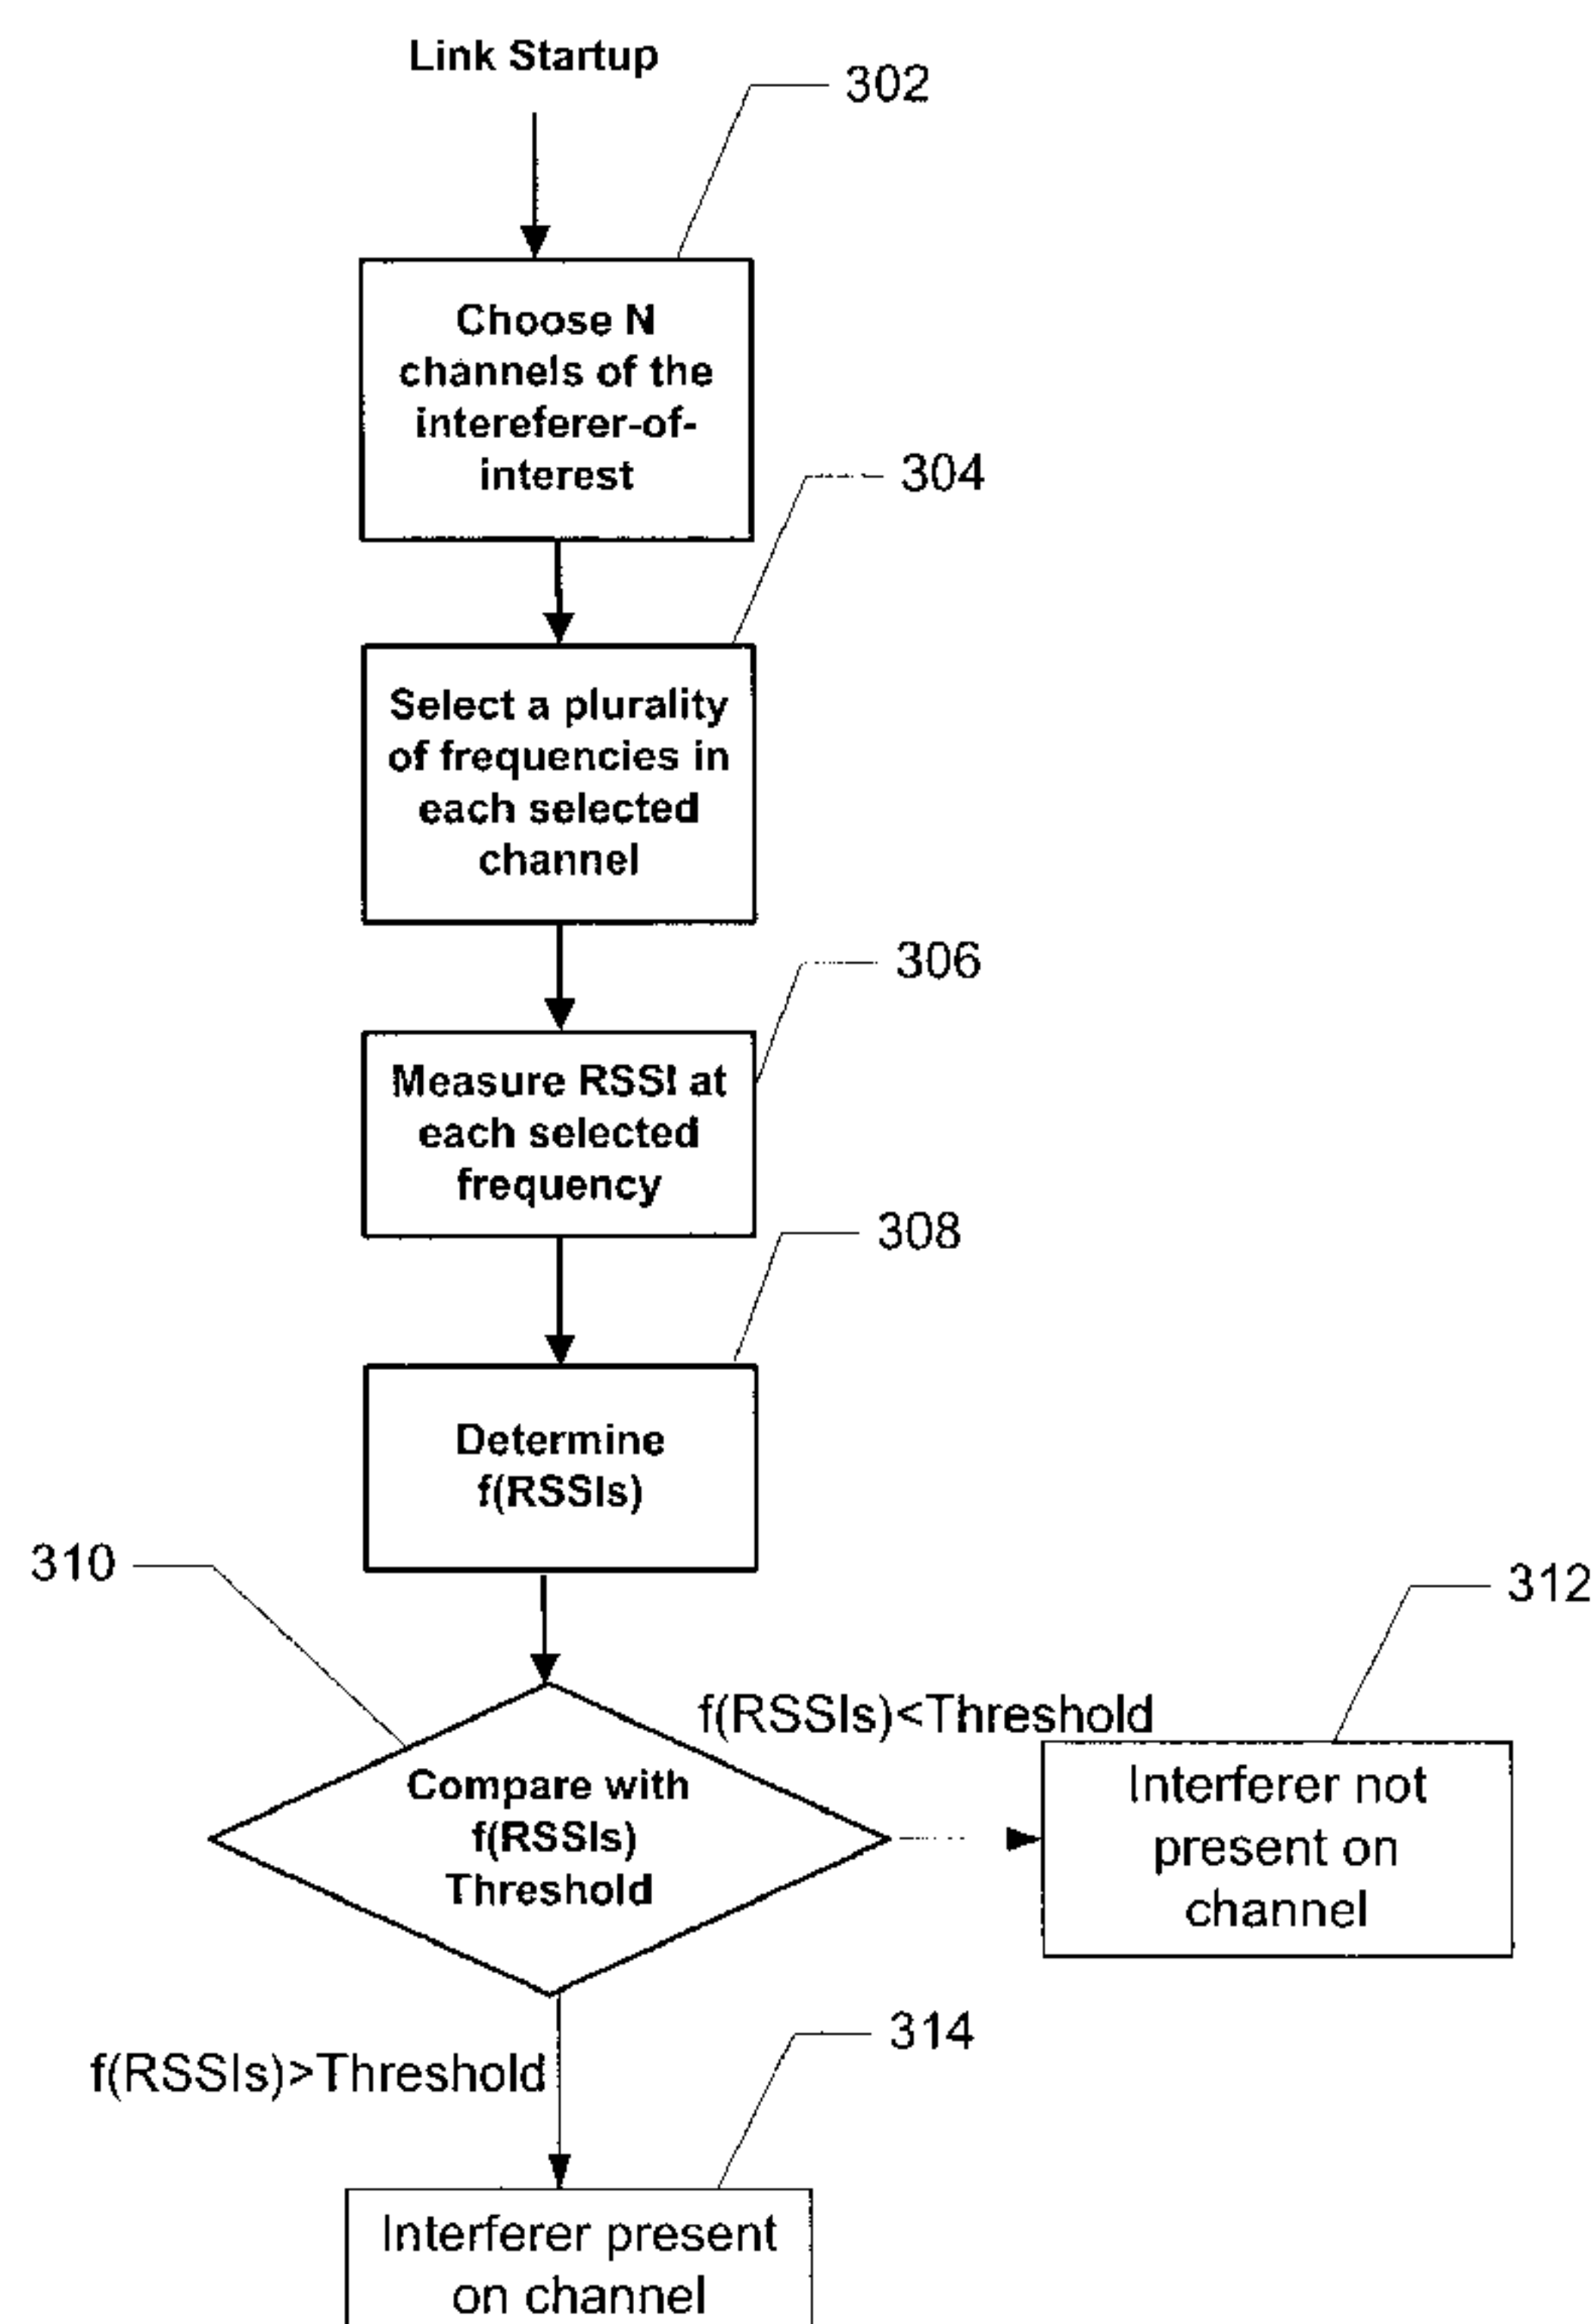 Link Startup
302
Choose N
channels of the
intereferer-of-
interest
304
Select a plurality
of frequencies in
each selected
channel
306
Measure RSSI at
each selected
frequency
308
Determine
f(RSSIs)
310
312
f(RSSIs)<Threshold
Compare with
f(RSSIs)
Threshold
Interferer not
present on
channel
314
f(RSSIs)>Threshold
Interferer present
on channel